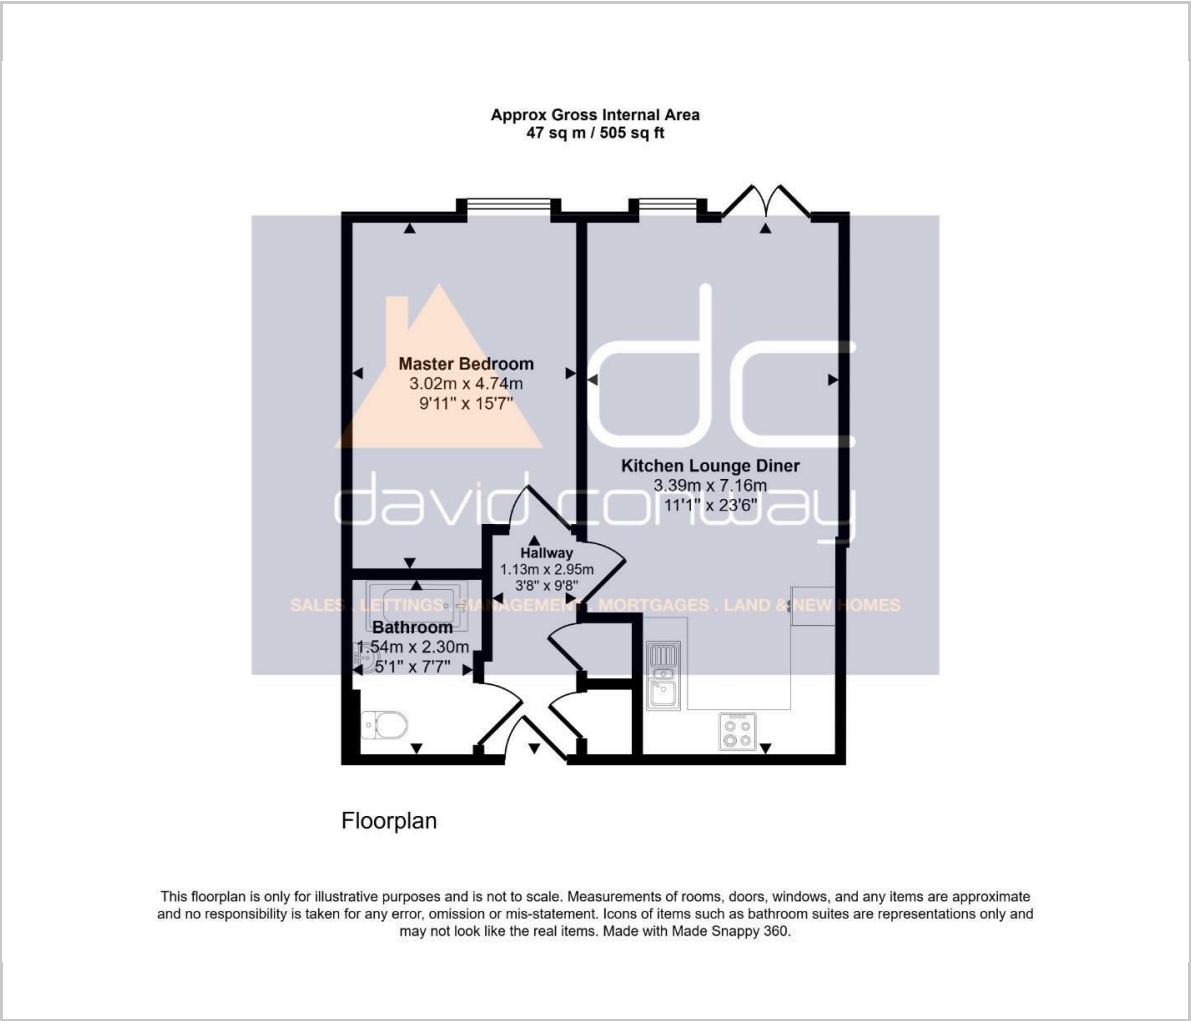 Approx Gross Internal Area
47 sq m / 505 sq ft
Master Bedroom
3.02m x 4.74m
9'11" x 15'7"
dc
Kitchen Lounge Diner
3.39m x 7.16m
11'1" x 23'6"
david conway
Hallway
1.13m x 2.95m
3'8" x 9'8"
SALES . LETTINGS . MANAGEMENT . MORTGAGES . LAND & NEW HOMES
Bathroom
1.54m x 2.30m
5'1" x 7'7"
Floorplan
This floorplan is only for illustrative purposes and is not to scale. Measurements of rooms, doors, windows, and any items are approximate
and no responsibility is taken for any error, omission or mis-statement. Icons of items such as bathroom suites are representations only and
may not look like the real items. Made with Made Snappy 360.